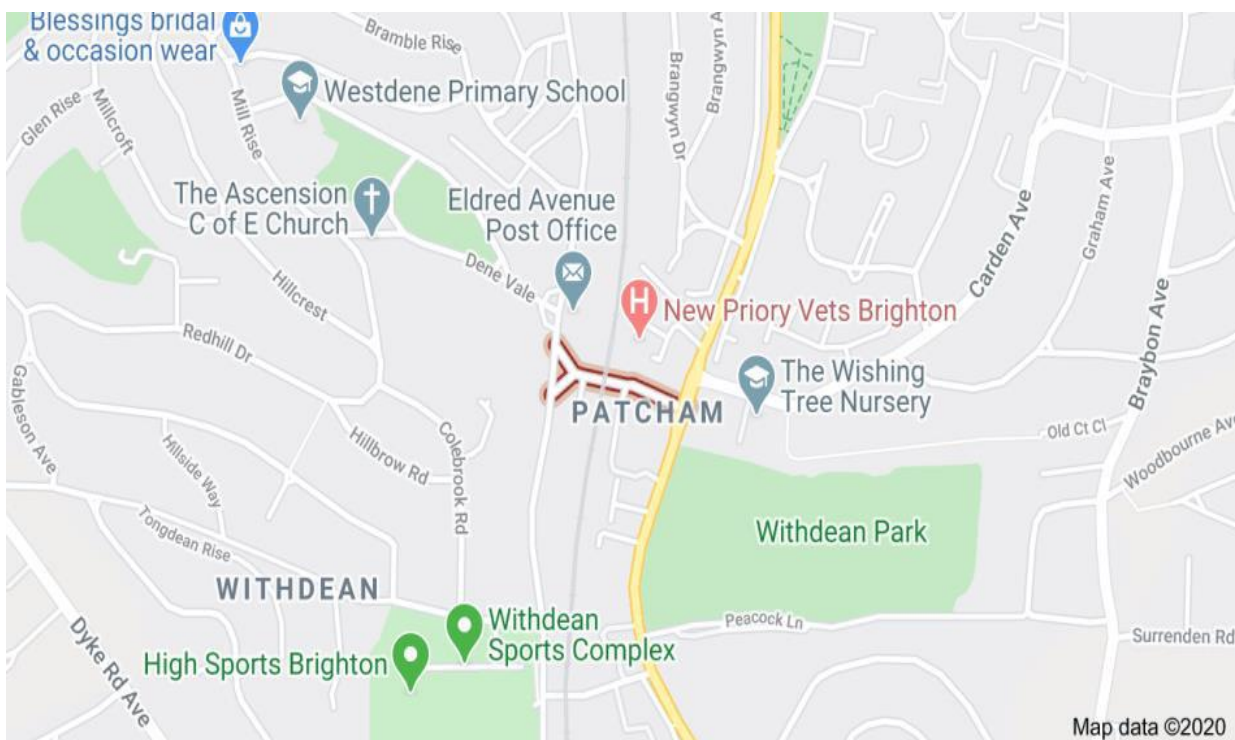 Blessings bridal
& occasion wear
Bramble Rise
Brangwyn A
Brangwyn Dr
Westdene Primary School
Glen Rise
Millcroft
Mill Rise
The Ascension
C of E Church
Eldred Avenue
Post Office
Dene Vale
Hillcrest
Carden Ave
Graham Ave
Braybon Ave
New Priory Vets Brighton
Redhill Dr
The Wishing
Tree Nursery
PATCHAM
Gableson Ave
Hillbrow Rd
Colebrook Rd
Hillside Way
Old Ct Cl
Woodbourne Ave
Tongdean Rise
Withdean Park
WITHDEAN
Withdean
Sports Complex
Peacock Ln
Surrenden Rd
High Sports Brighton
Dyke Rd Ave
Map data ©2020